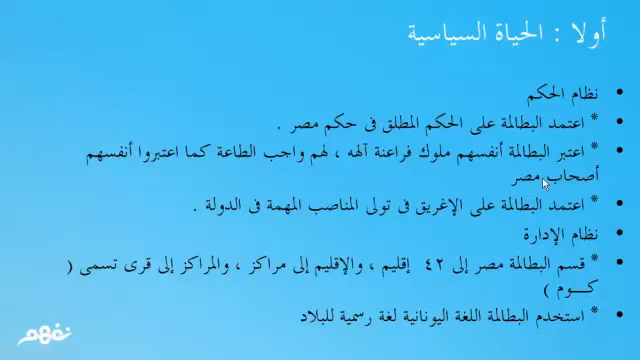 أولا : الحياة السياسية
• نظام الحكم
• * اعتمد البطالمة على الحكم المطلق فى حكم مصر .
• * اعتبر البطالمة أنفسهم ملوك فراعنة آلهه ، لهم واجب الطاعة كما اعتبروا أنفسهم
أصحاب مصر
• * اعتمد البطالمة على الإغريق فى تولى المناصب المهمة فى الدولة .
• نظام الإدارة
• * قسم البطالمة مصر إلى ٤٢ إقليم ، والإقليم إلى مراكز ، والمراكز إلى قرى تسمى (
كـــوم )
• * استخدم البطالمة اللغة اليونانية لغة رسمية للبلاد
نفهم